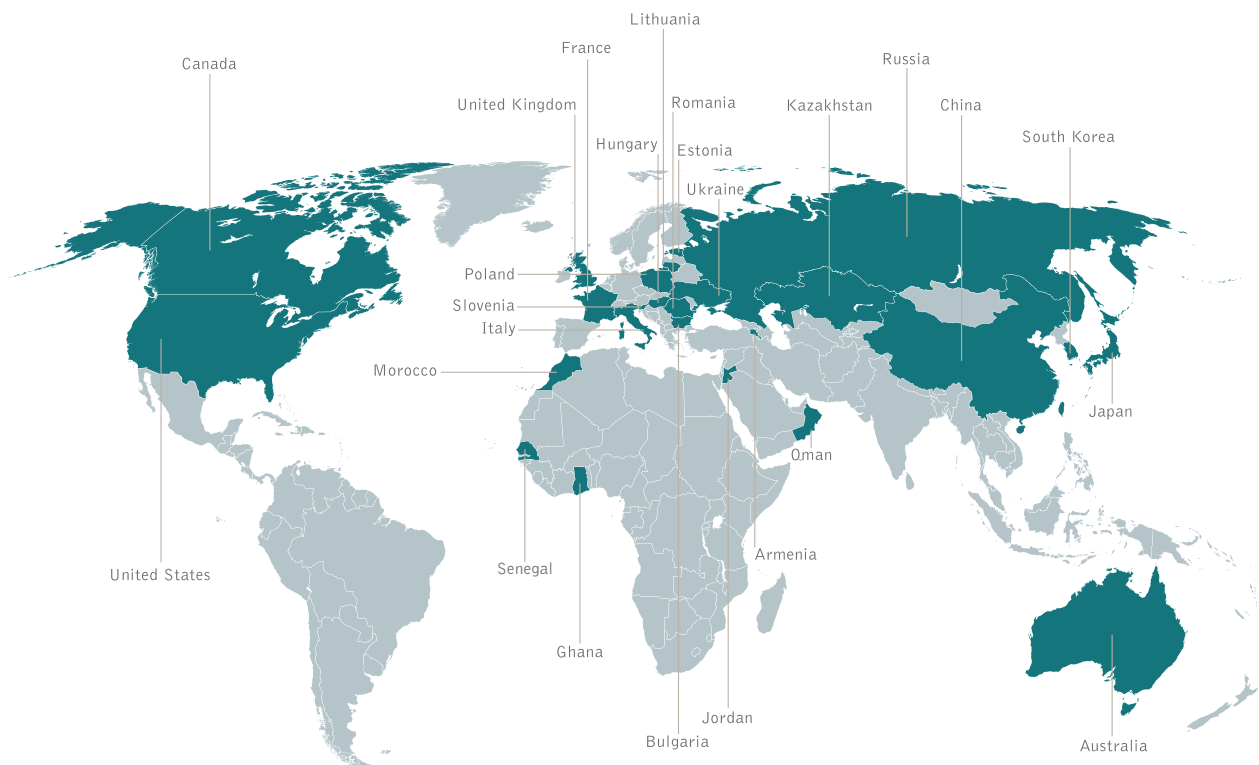 Lithuania
France
Canada
Russia
United Kingdom
Romania
Kazakhstan
China
South Korea
Hungary
Estonia
Ukraine
Poland
Slovenia
Italy
Morocco
Japan
Oman
Armenia
Senegal
United States
Ghana
Jordan
Bulgaria
Australia